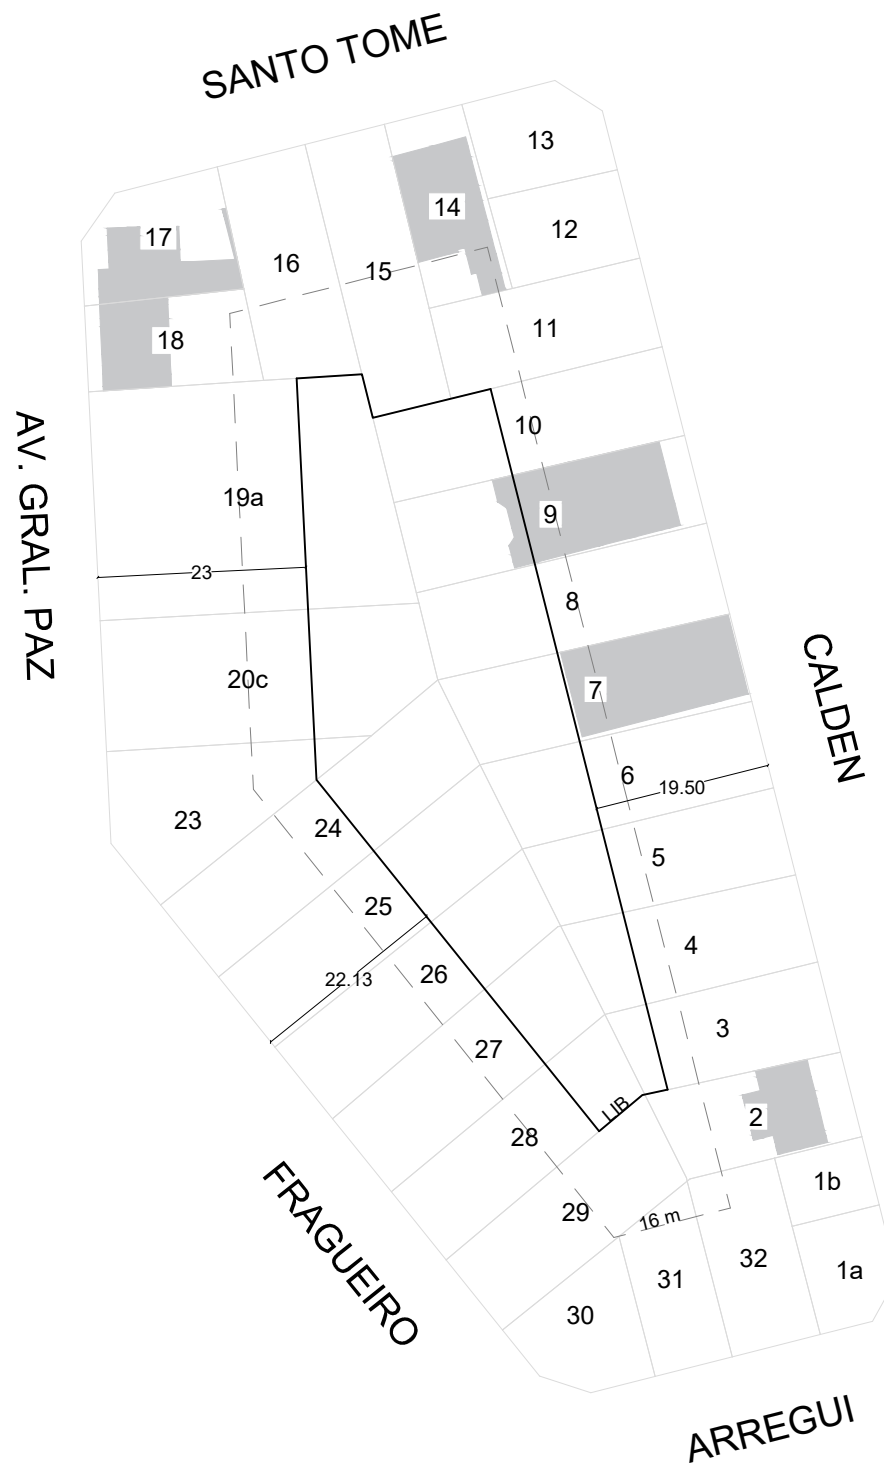 SANTO TOME
13
14
12
17
16
15
18
11
10
AV. GRAL. PAZ
19a
9
23
8
20c
CALDEN
7
6
19.50
23
24
5
25
4
26
22.13
3
27
LIB
2
28
1b
FRAGUEIRO
29
16 m
32
31
1a
30
ARREGUI